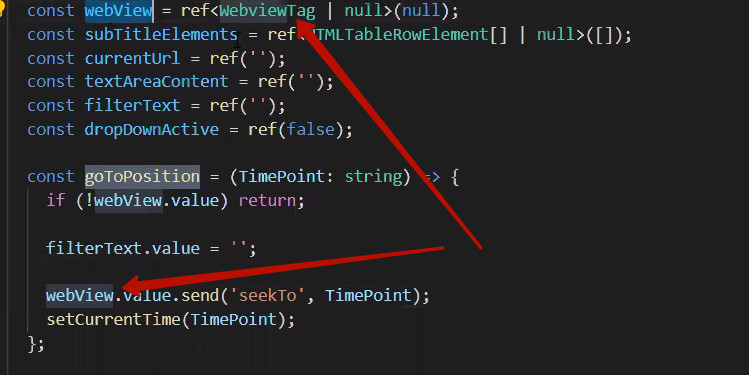 const webView = ref<WebviewTag | null>(null);
const subTitleElements = ref<HTMLTableRowElement[] | null>([]);
const currentUrl = ref('');
const textAreaContent = ref('');
const filterText = ref('');
const dropDownActive = ref(false);
const goToPosition = (TimePoint: string) => {
if (!webView.value) return;
filterText.value = '';
webView.value.send('seekTo', TimePoint);
setCurrentTime(TimePoint);
};